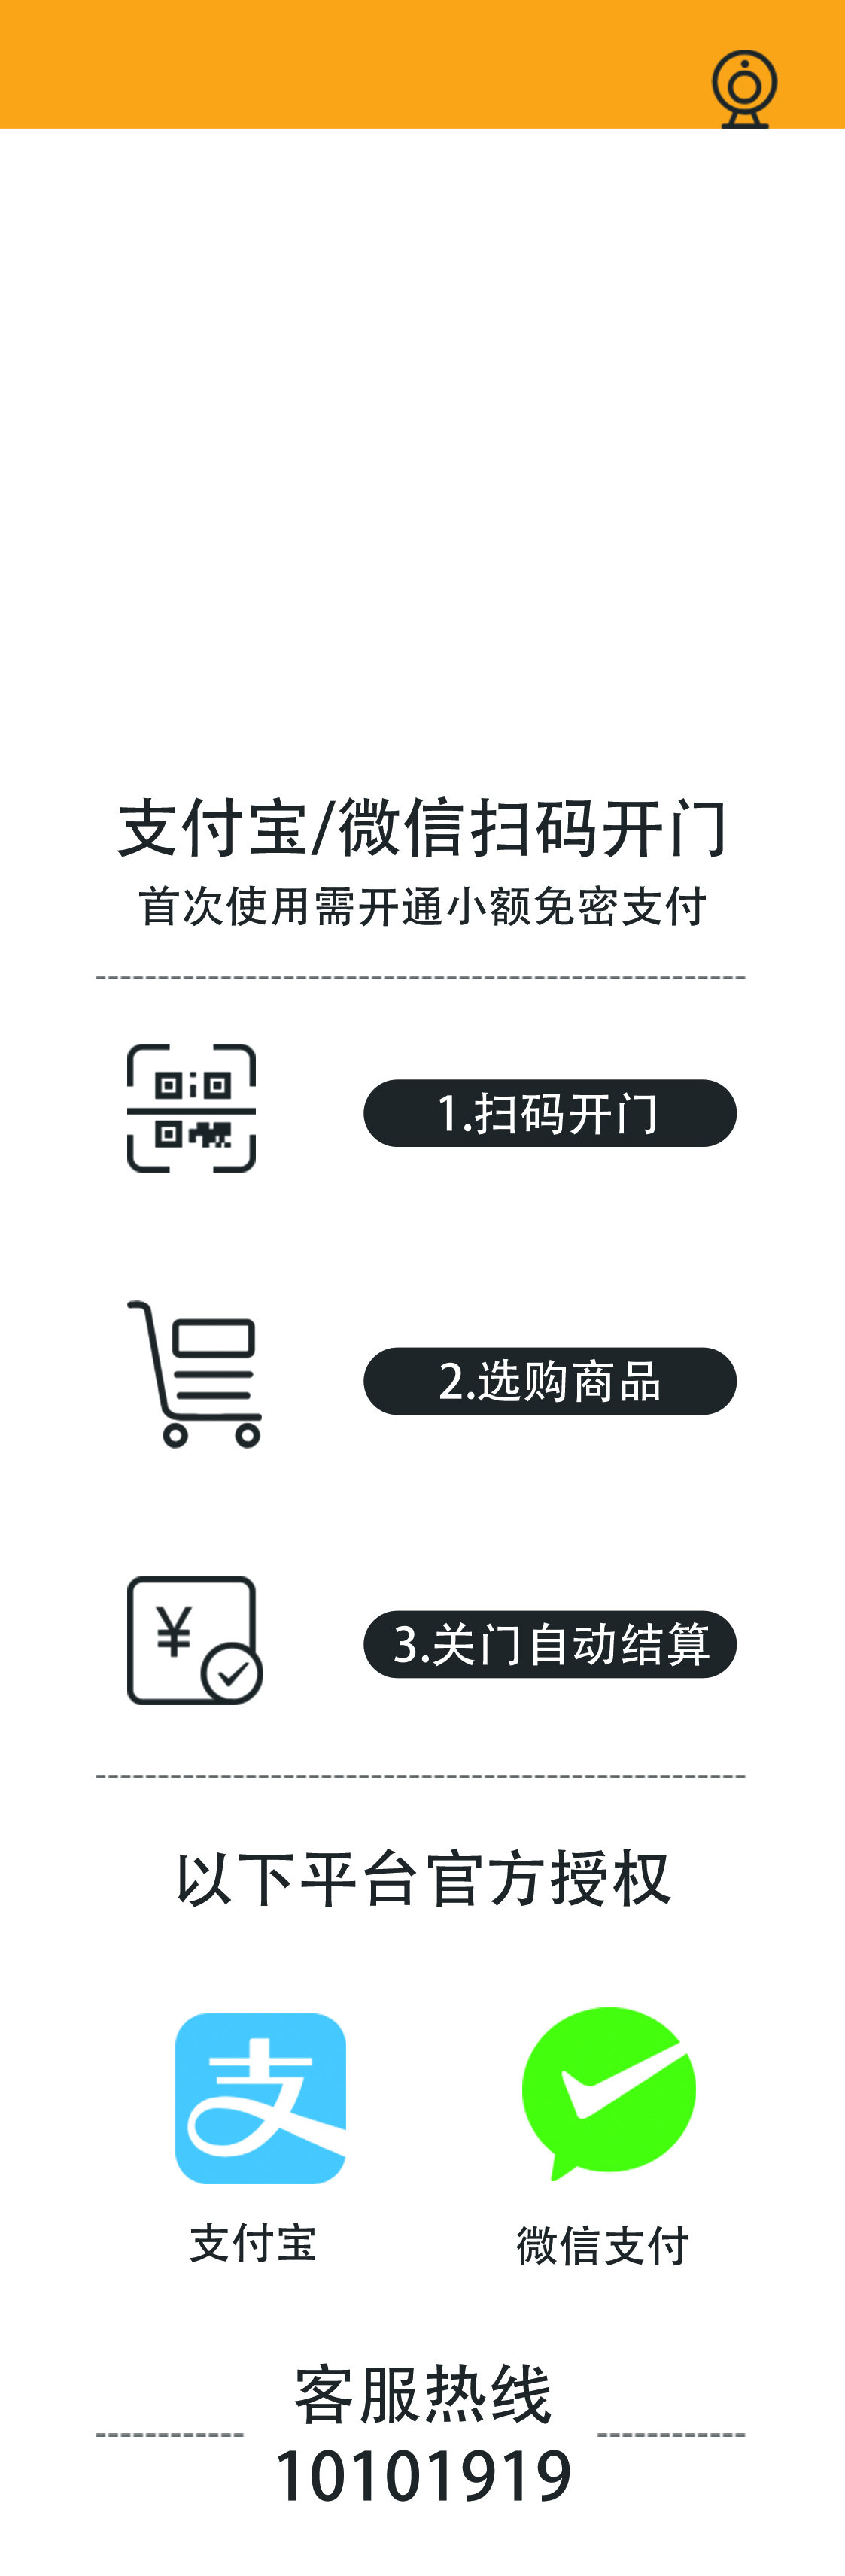 支付宝/微信扫码开门
首次使用需开通小额免密支付
1.扫码开门
2.选购商品
¥
3.关门自动结算
以下平台官方授权
支
支付宝
微信支付
客服热线
10101919